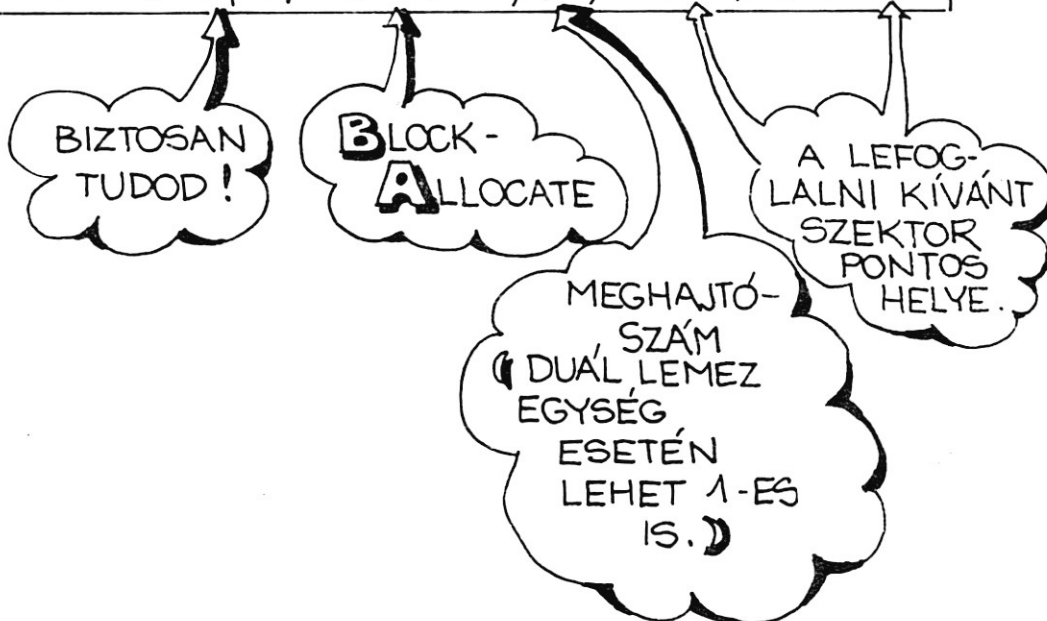 BIZTOSAN
TUDOD!
BLOCK-
ALLOCATE
A LEFOG-
LALNI KÍVÁNT
SZEKTOR
PONTOS
HELYE.
MEGHAJTÓ-
SZÁM
( DUÁL LEMEZ
EGYSÉG
ESETÉN
LEHET 1-ES
IS. )